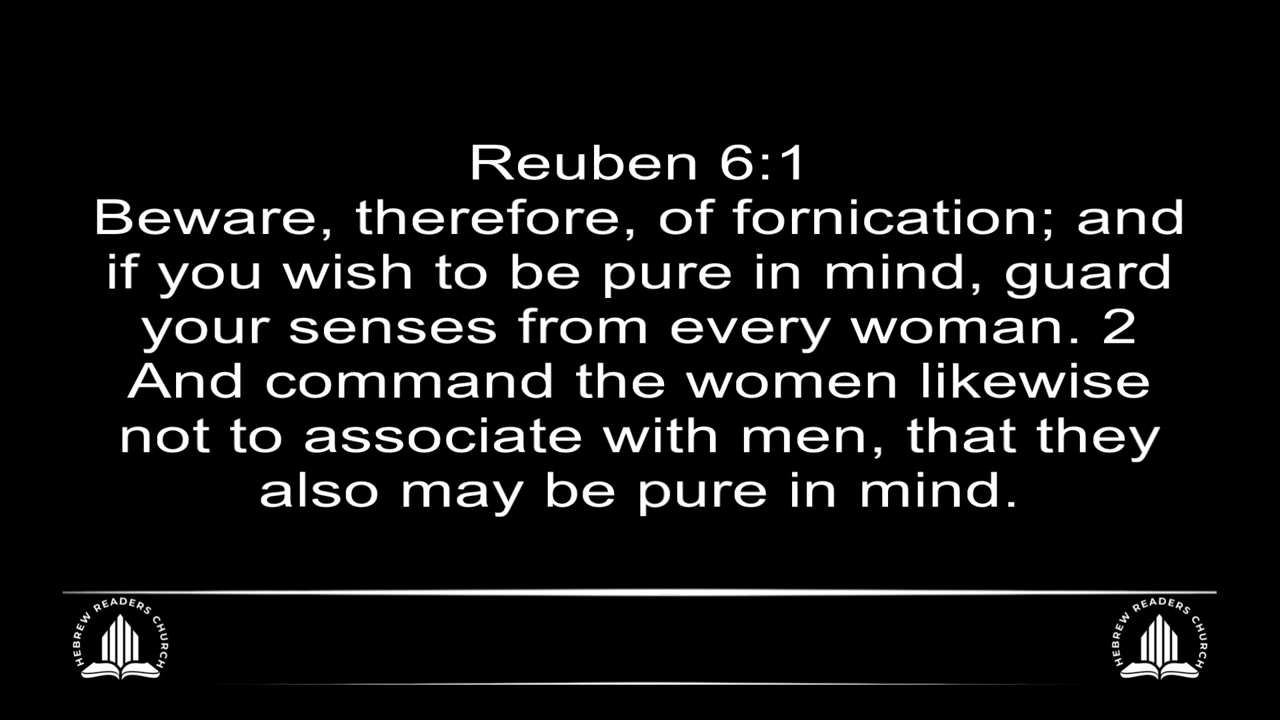 Reuben 6:1
Beware, therefore, of fornication; and
if you wish to be pure in mind, guard
your senses from every woman. 2
And command the women likewise
not to associate with men, that they
also may be pure in mind.
HEBREW READERS CHURCH
HEBREW READERS CHURCH